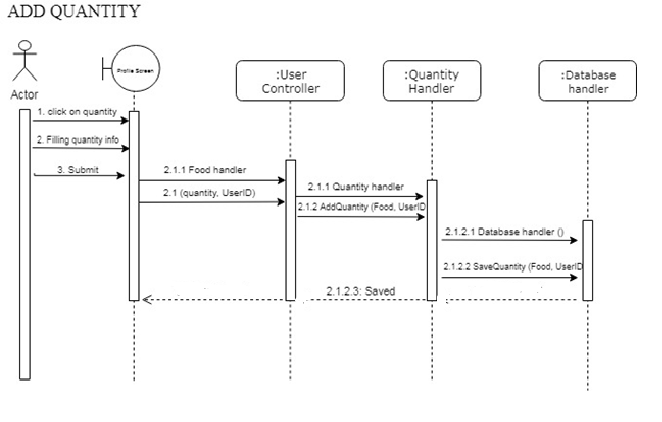 ADD QUANTITY
Actor
Profile Screen
:User
Controller
:Quantity
Handler
:Database
handler
1. click on quantity
2. Filling quantity info
3. Submit
2.1.1 Food handler
2.1 (quantity, UserID)
2.1.1 Quantity handler
2.1.2 AddQuantity (Food, UserID
2.1.2.1 Database handler ()
2.1.2.2 SaveQuantity (Food, UserID
2.1.2.3: Saved